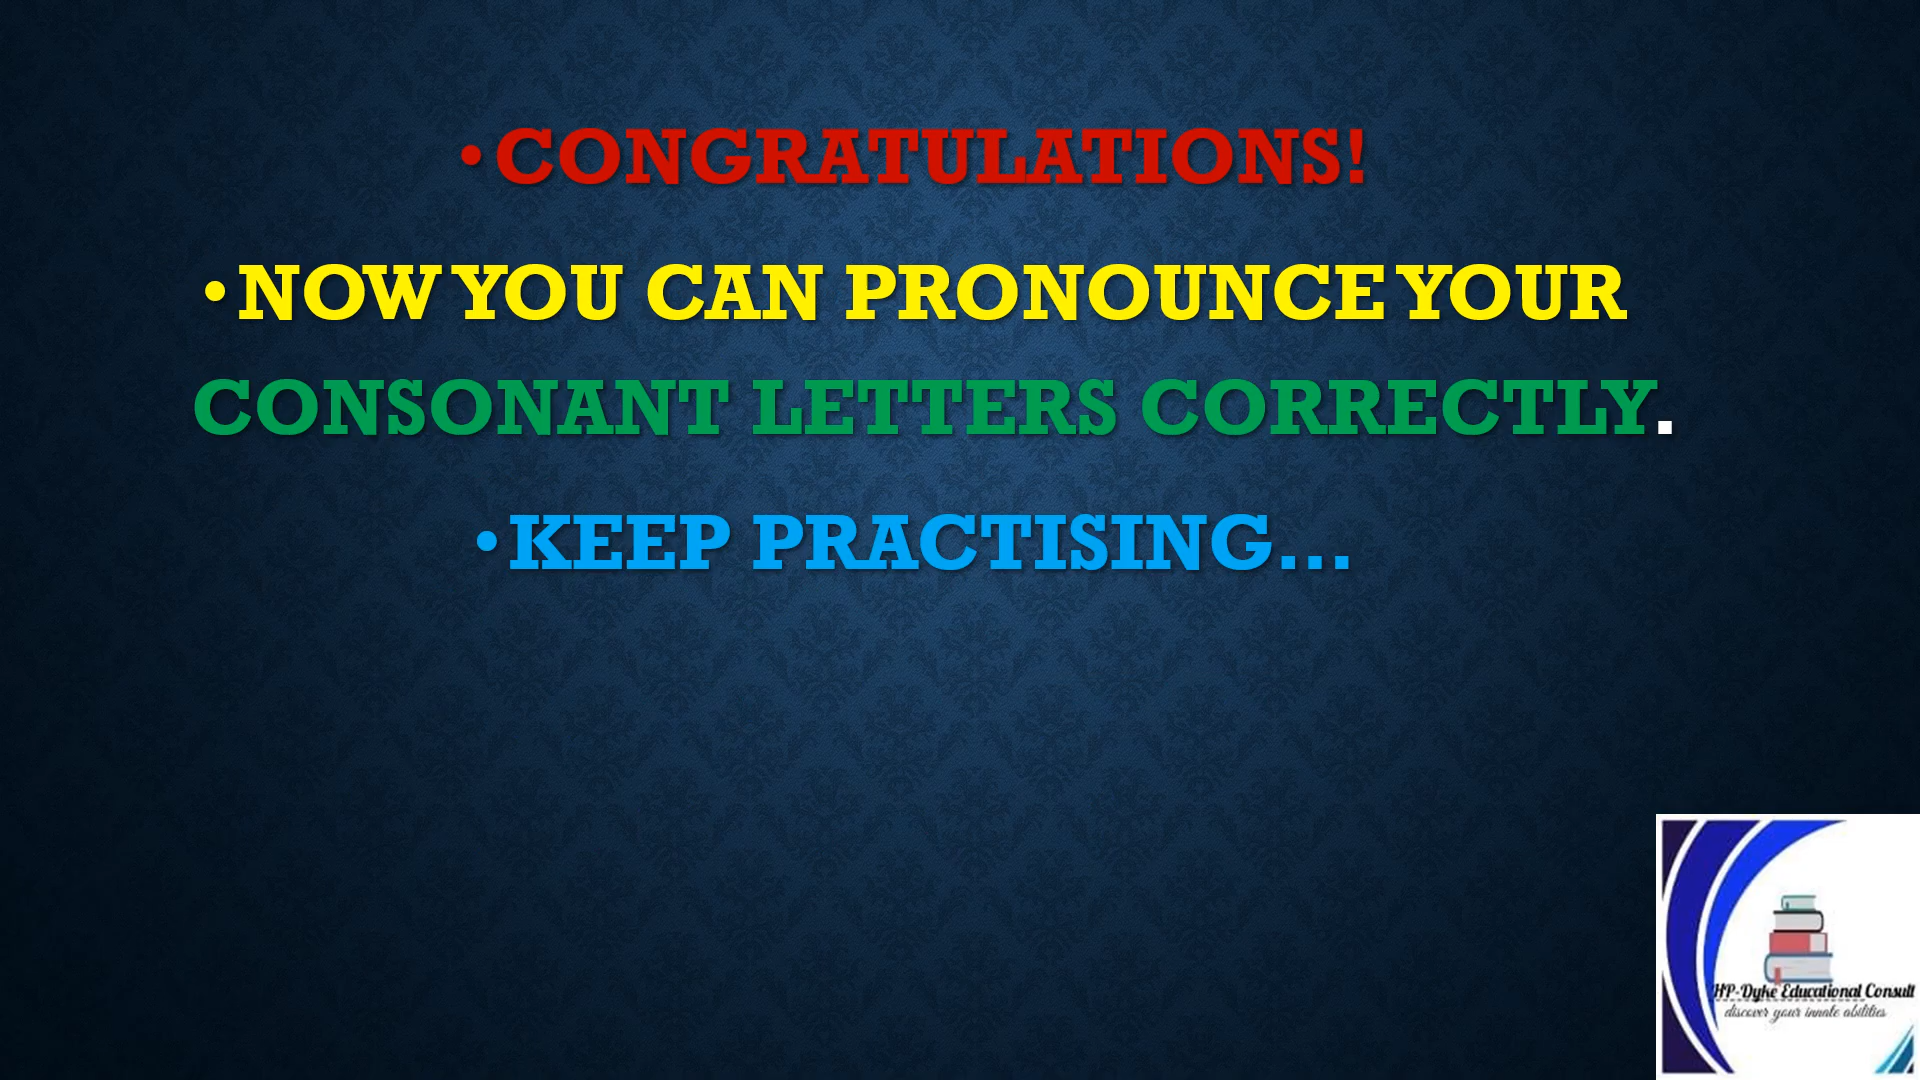 • CONGRATULATIONS!
• NOW YOU CAN PRONOUNCE YOUR
CONSONANT LETTERS CORRECTLY.
• KEEP PRACTISING...
HP-Dyke Educational Consult
discover your innate abilities